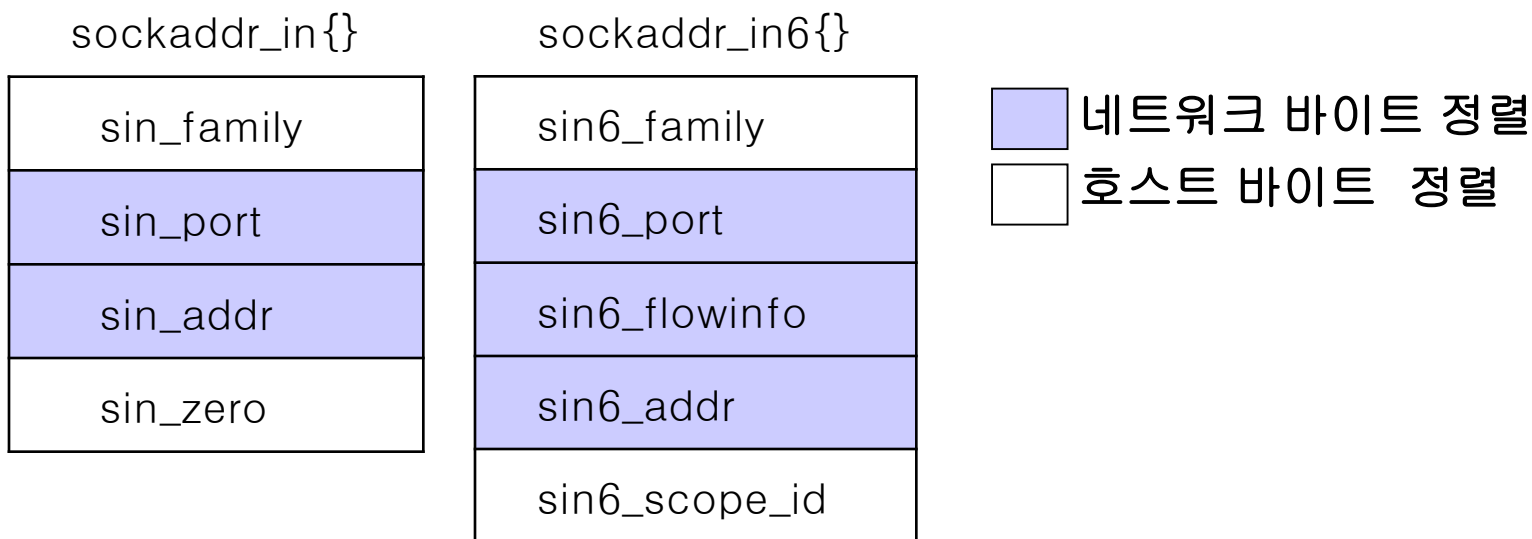 sockaddr_in{}
sin_family
sin_port
sin_addr
sin_zero
sockaddr_in6{}
sin6_family
sin6_port
sin6_flowinfo
sin6_addr
sin6_scope_id
네트워크 바이트 정렬
호스트 바이트 정렬